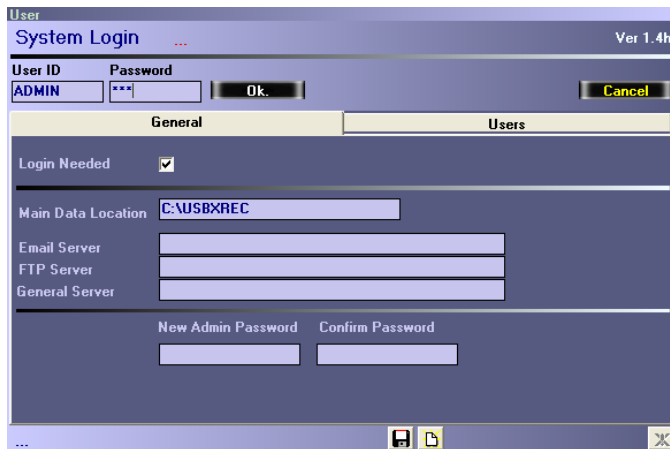 User
System Login ...
Ver 1.4h
User ID Password
ADMIN *** Ok. Cancel
General Users
Login Needed
Main Data Location C:\USBXREC
Email Server
FTP Server
General Server
New Admin Password Confirm Password
...